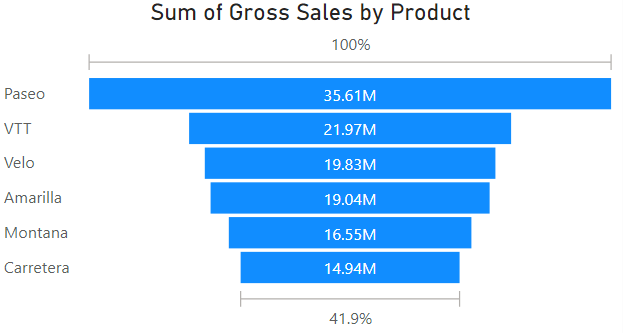 Sum of Gross Sales by Product
100%
Paseo 35.61M
VTT 21.97M
Velo 19.83M
Amarilla 19.04M
Montana 16.55M
Carretera 14.94M
41.9%